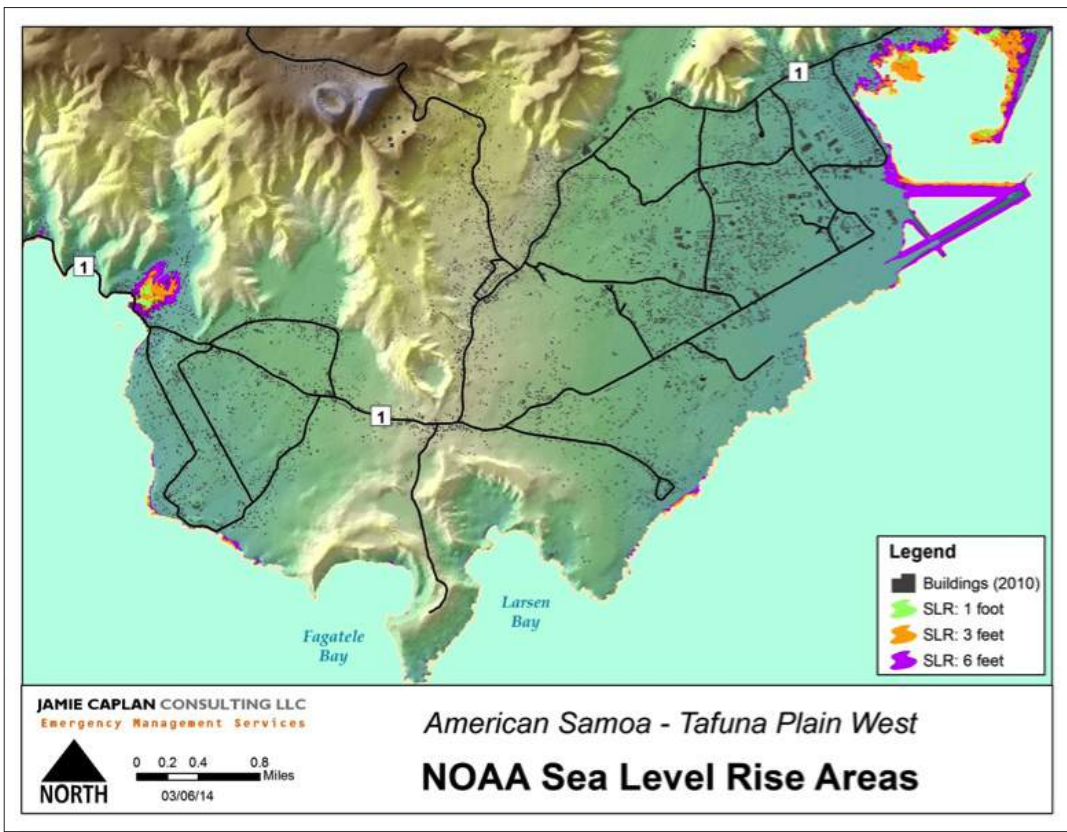 1
1
1
Fagatele
Bay
Larsen
Bay
Legend
Buildings (2010)
SLR: 1 foot
SLR: 3 feet
SLR: 6 feet
JAMIE CAPLAN CONSULTING LLC
Emergency Management Services
NORTH
0 0.2 0.4 0.8
Miles
03/06/14
American Samoa - Tafuna Plain West
NOAA Sea Level Rise Areas